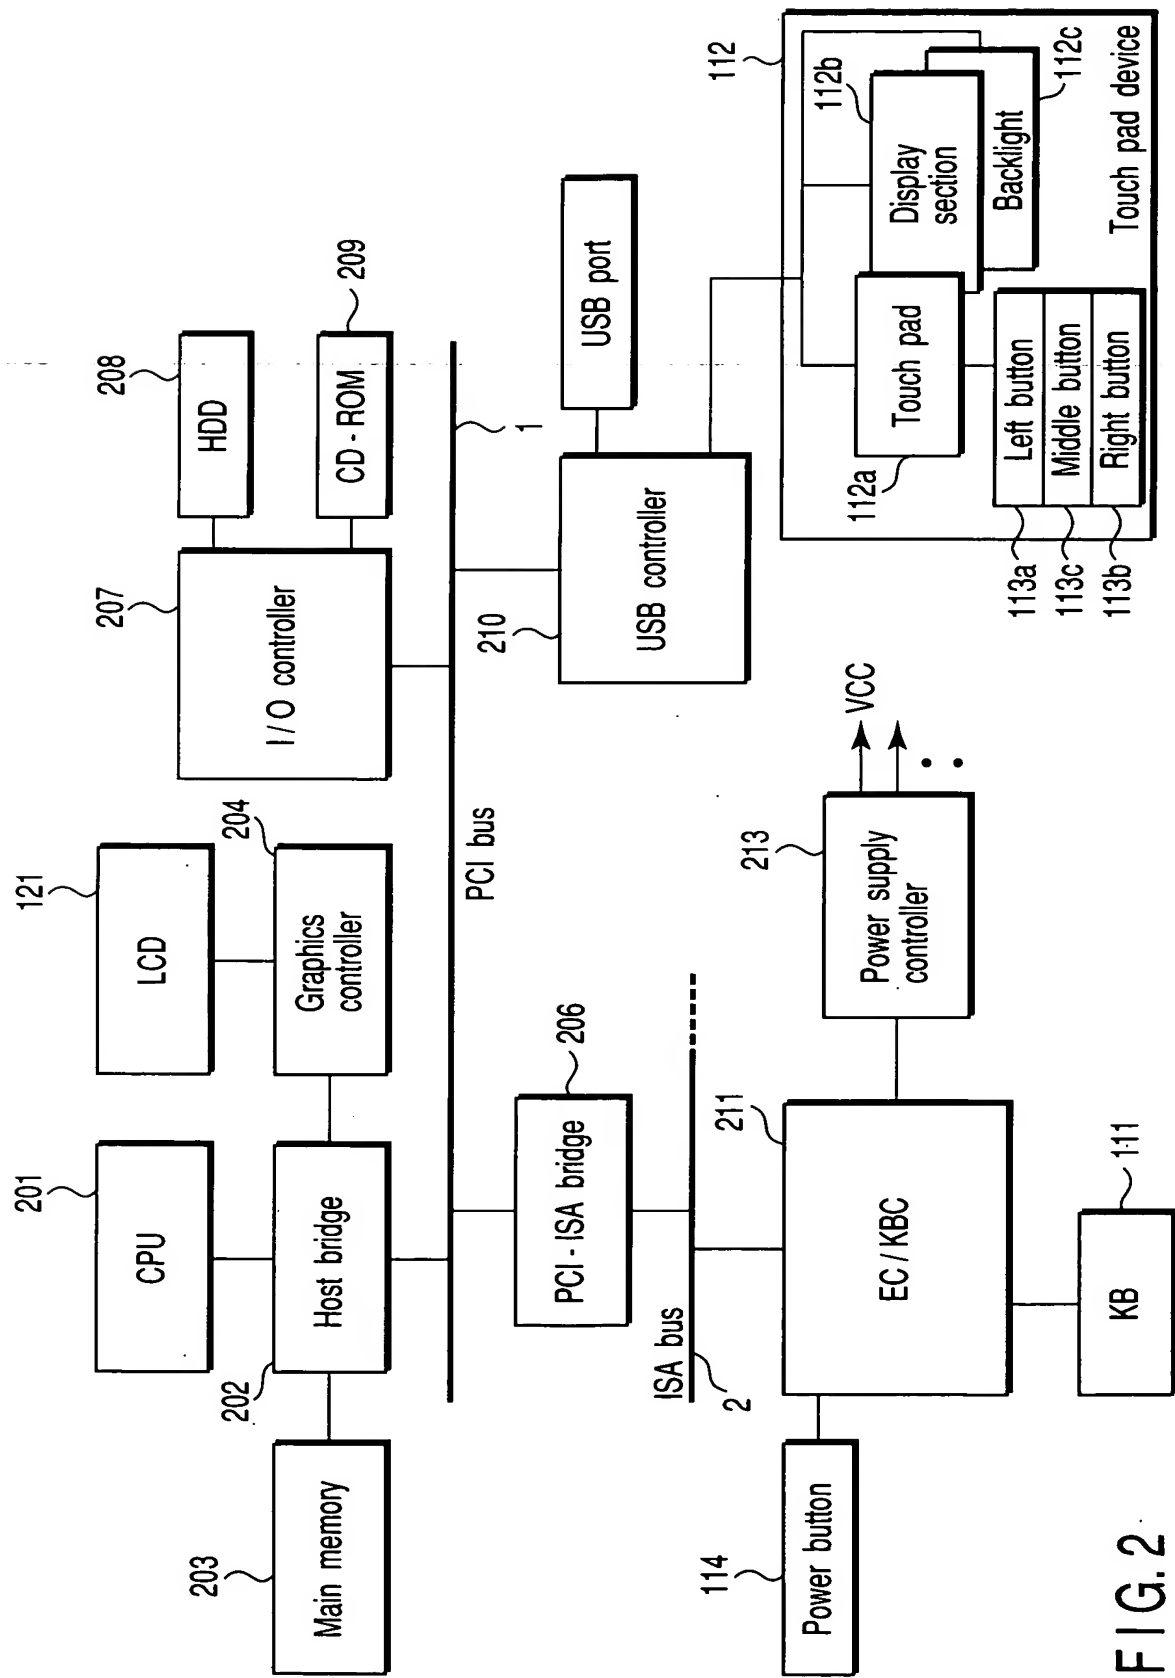 201
CPU
121
LCD
208
HDD
207
I/O controller
209
CD-ROM
203
Main memory
202
Host bridge
204
Graphics
controller
PCI bus
1
206
PCI-ISA bridge
210
USB controller
USB port
ISA bus
2
114
Power button
211
EC/KBC
213
Power supply
controller
VCC
111
KB
112
112a
Touch pad
112b
Display
section
Backlight
112c
113a
Left button
113c
Middle button
113b
Right button
Touch pad device
FIG. 2